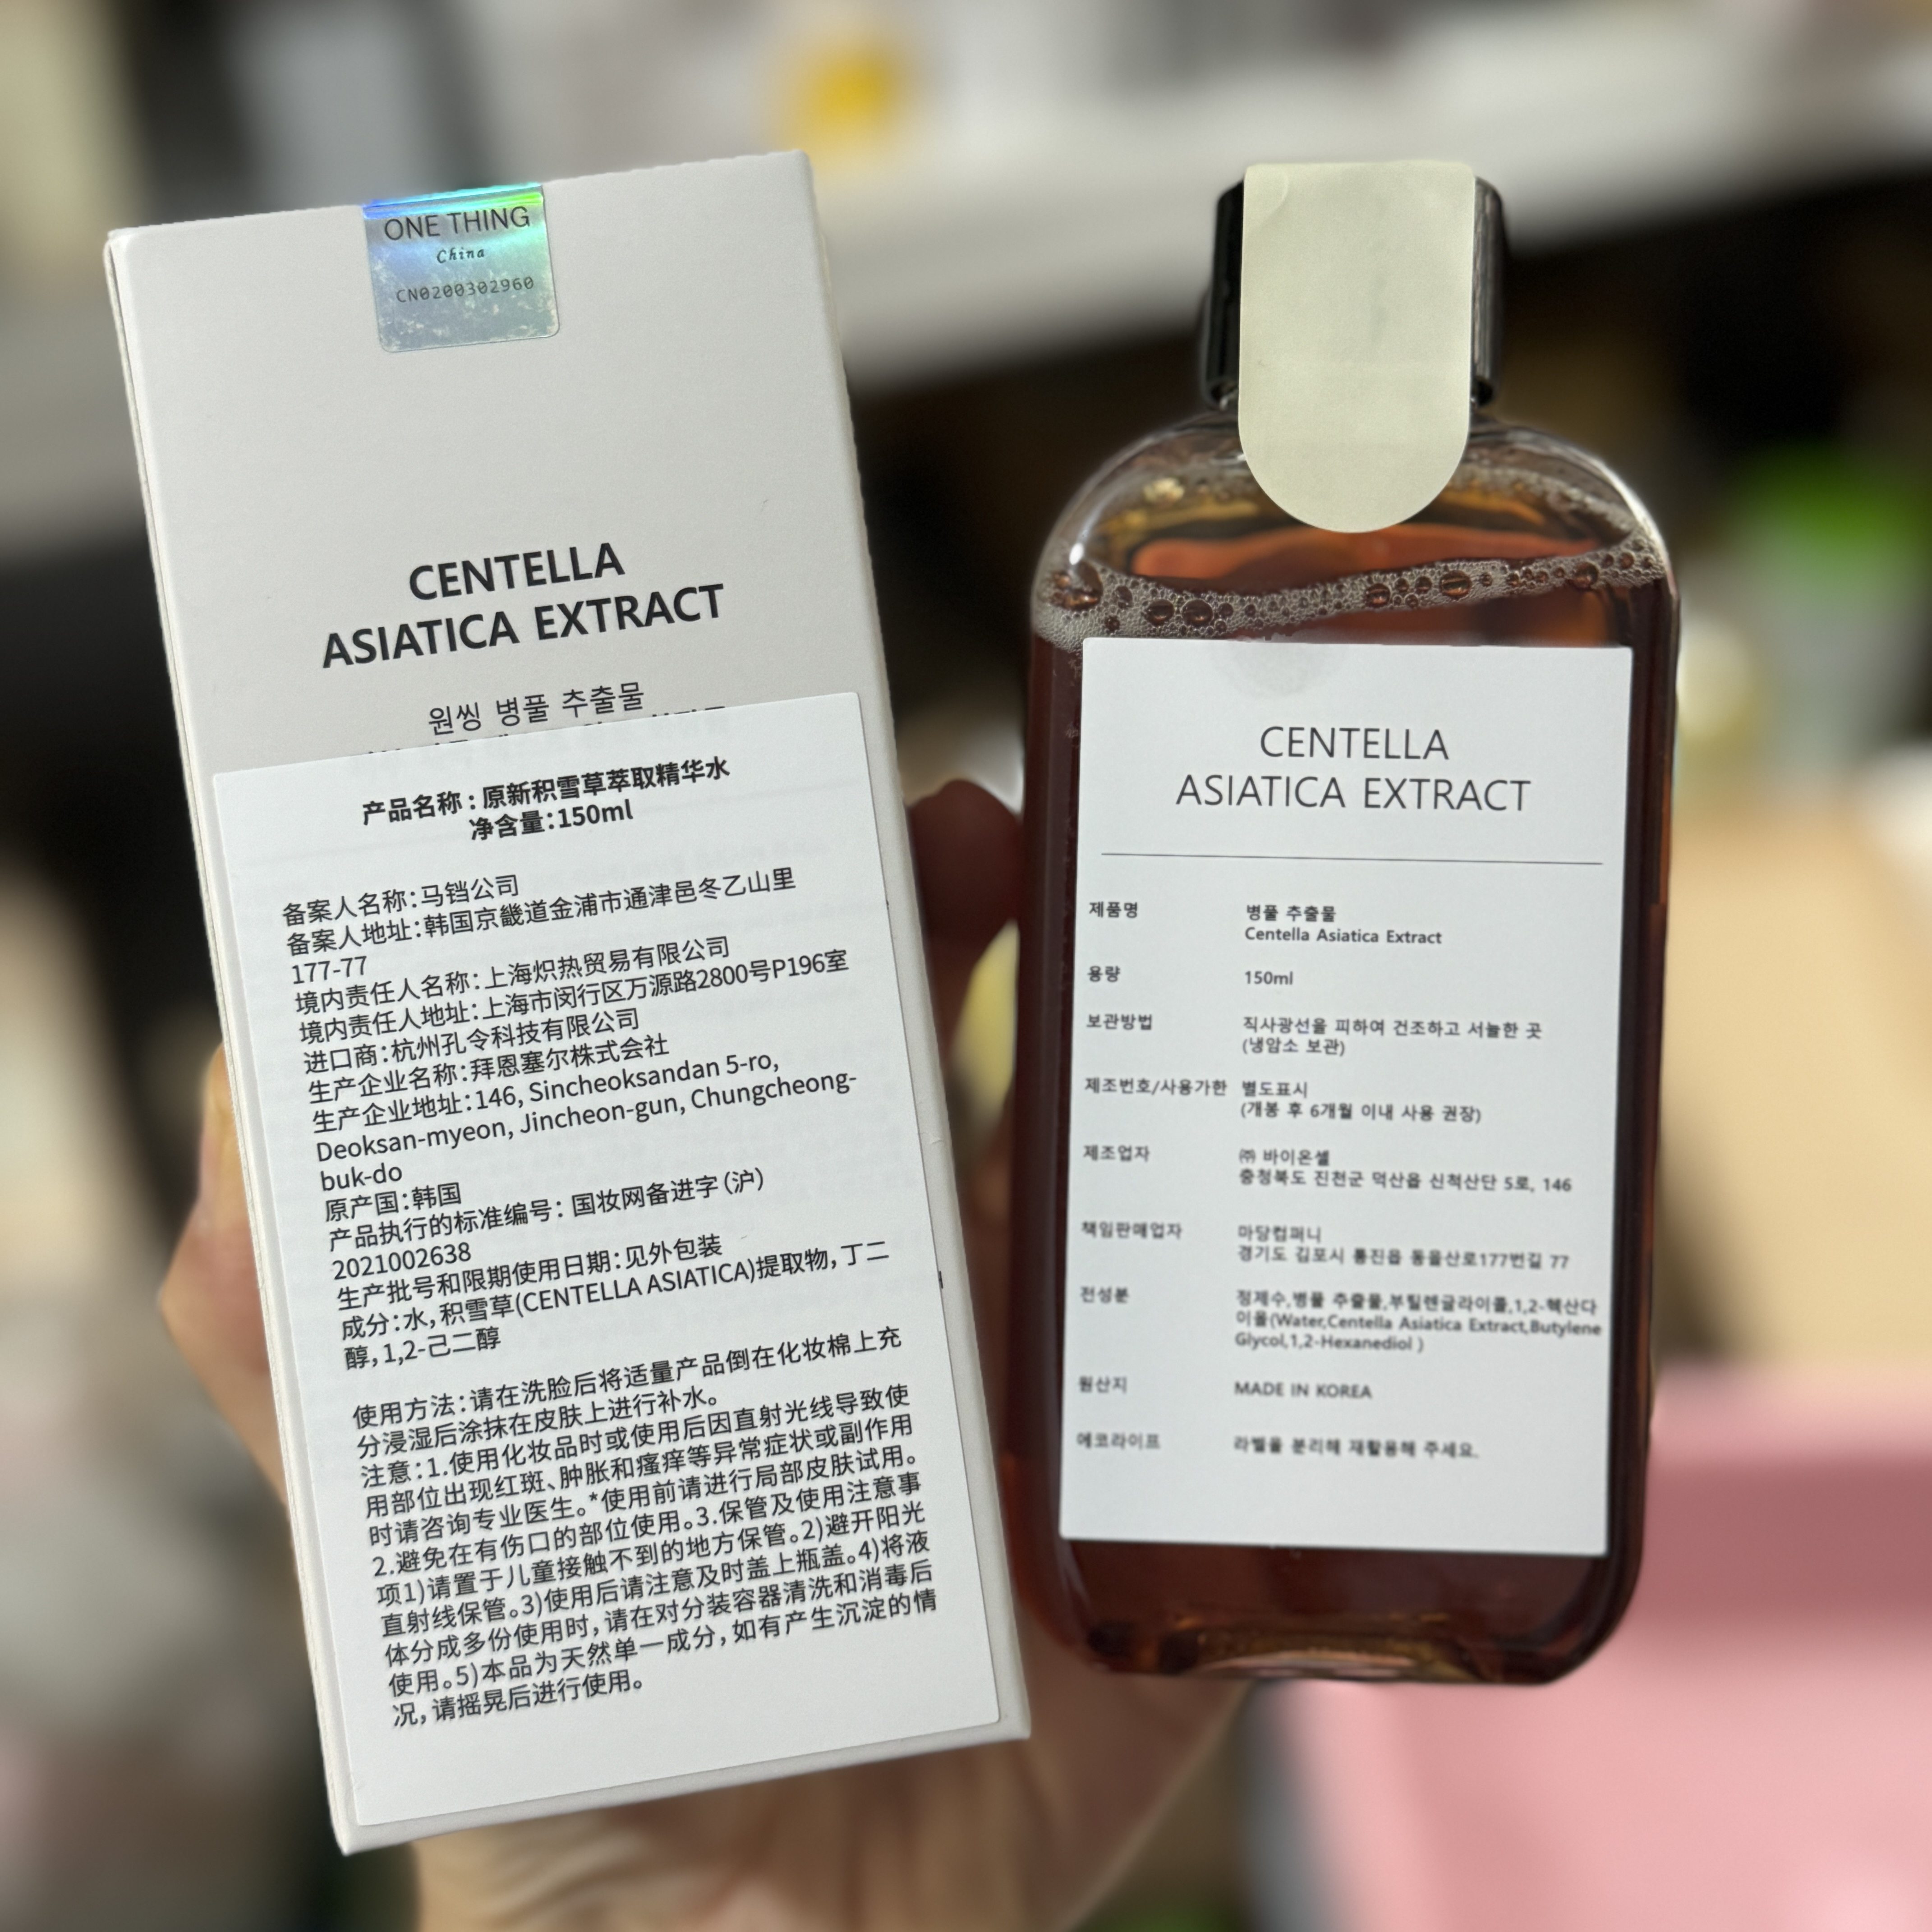 ONE THING
China
CN0200302960
CENTELLA
ASIATICA EXTRACT
원씽 병풀 추출물
产品名称：原新积雪草萃取精华水
净含量：150ml
备案人名称：马铛公司
备案人地址：韩国京畿道金浦市通津邑冬乙山里
177-77
境内责任人名称：上海炽热贸易有限公司
境内责任人地址：上海市闵行区万源路2800号P196室
进口商：杭州孔令科技有限公司
生产企业名称：拜恩塞尔株式会社
生产企业地址：146, Sincheoksandan 5-ro,
Deoksan-myeon, Jincheon-gun, Chungcheong-
buk-do
原产国：韩国
产品执行的标准编号：国妆网备进字（沪）
2021002638
生产批号和限期使用日期：见外包装
成分：水，积雪草(CENTELLA ASIATICA)提取物，丁二
醇，1,2-己二醇
使用方法：请在洗脸后将适量产品倒在化妆棉上充
分浸湿后涂抹在皮肤上进行补水。
注意：1.使用化妆品时或使用后因直射光线导致使
用部位出现红斑、肿胀和瘙痒等异常症状或副作用
时请咨询专业医生。*使用前请进行局部皮肤试用。
2.避免在有伤口的部位使用。3.保管及使用注意事
项1)请置于儿童接触不到的地方保管。2)避开阳光
直射线保管。3)使用后请注意及时盖上瓶盖。4)将液
体分成多份使用时，请在对分装容器清洗和消毒后
使用。5)本品为天然单一成分，如有产生沉淀的情
况，请摇晃后进行使用。
CENTELLA
ASIATICA EXTRACT
제품명 병풀 추출물
Centella Asiatica Extract
용량 150ml
보관방법 직사광선을 피하여 건조하고 서늘한 곳
(냉암소 보관)
제조번호/사용가한 별도표시
(개봉 후 6개월 이내 사용 권장)
제조업자 ㈜ 바이온셀
충청북도 진천군 덕산읍 신척산단 5로, 146
책임판매업자 마당컴퍼니
경기도 김포시 통진읍 동을산로177번길 77
전성분 정제수,병풀 추출물,부틸렌글라이콜,1,2-헥산다
이올(Water,Centella Asiatica Extract,Butylene
Glycol,1,2-Hexanediol )
원산지 MADE IN KOREA
에코라이프 라벨을 분리해 재활용해 주세요.